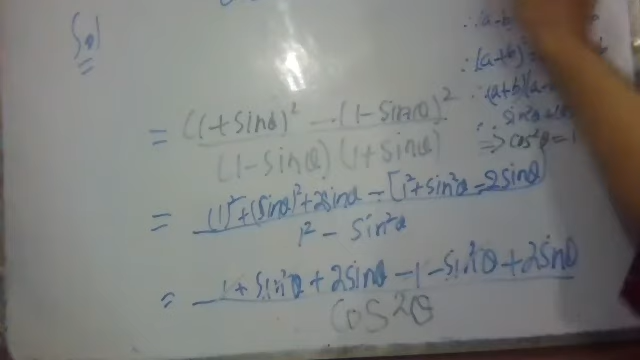 Sol
∴ (a-b)
∴ (a+b)²
∴ (a+b)(a-
∴ sin²θ+
⇒ cos²θ = 1
= ((1+sinθ)² - (1-sinθ)²
(1-sinθ)(1+sinθ)
= (1)²+(sinθ)²+2sinθ-[1²+sin²θ-2sinθ]
1² - sin²θ
= 1+sin²θ+2sinθ-1-sin²θ+2sinθ
cos²θ